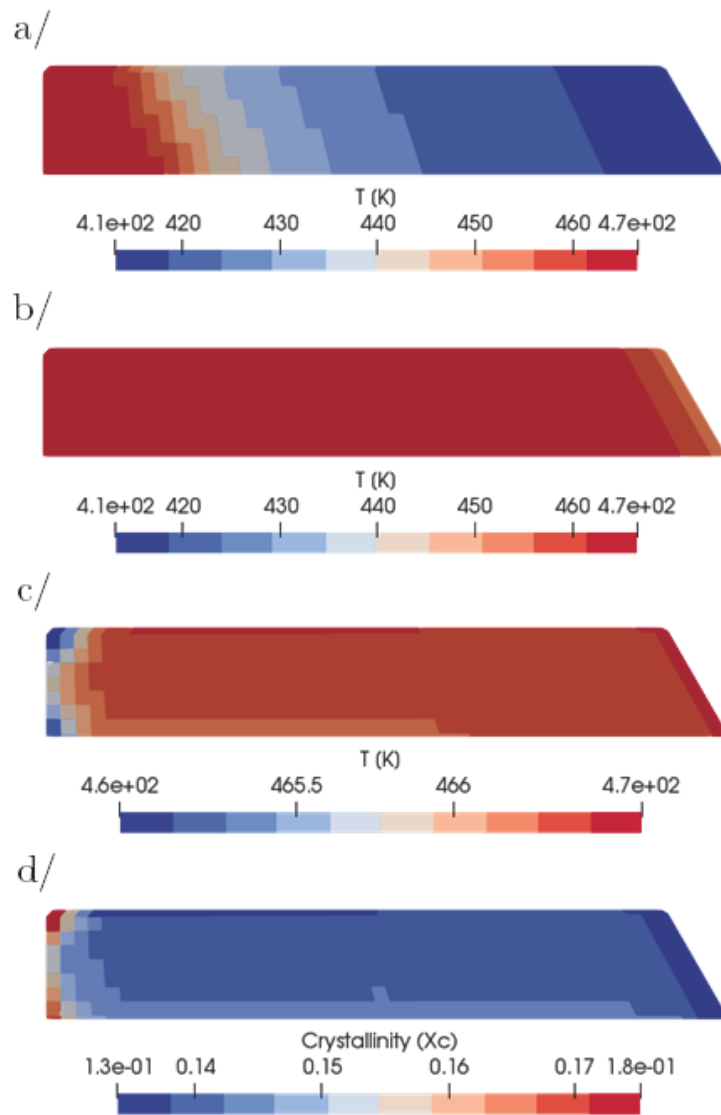 a/
T (K)
4.1e+02 420 430 440 450 460 4.7e+02
b/
T (K)
4.1e+02 420 430 440 450 460 4.7e+02
c/
T (K)
4.6e+02 465.5 466 4.7e+02
d/
Crystallinity (Xc)
1.3e-01 0.14 0.15 0.16 0.17 1.8e-01